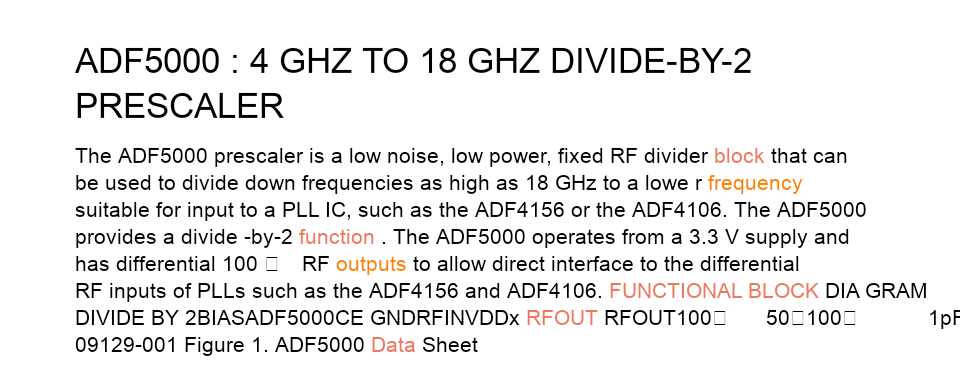 ADF5000 : 4 GHZ TO 18 GHZ DIVIDE-BY-2
PRESCALER
The ADF5000 prescaler is a low noise, low power, fixed RF divider block that can
be used to divide down frequencies as high as 18 GHz to a lowe r frequency
suitable for input to a PLL IC, such as the ADF4156 or the ADF4106. The ADF5000
provides a divide -by-2 function . The ADF5000 operates from a 3.3 V supply and
has differential 100 RF outputs to allow direct interface to the differential
RF inputs of PLLs such as the ADF4156 and ADF4106. FUNCTIONAL BLOCK DIA GRAM
DIVIDE BY 2BIASADF5000CE GNDRFINVDDx RFOUT RFOUT100 50 100 1pF
09129-001 Figure 1. ADF5000 Data Sheet